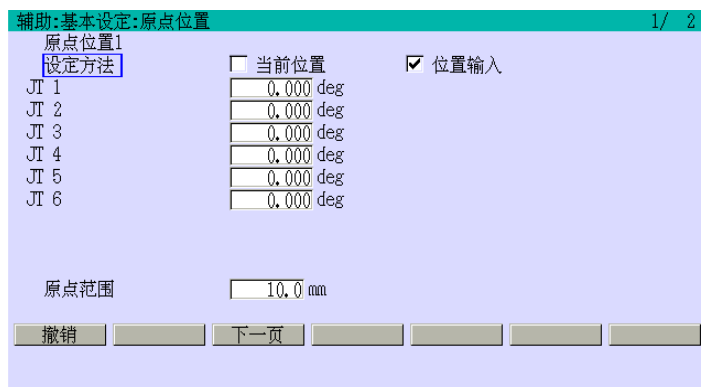 辅助:基本设定:原点位置 1/ 2
原点位置1
设定方法 当前位置 位置输入
JT 1 0.000 deg
JT 2 0.000 deg
JT 3 0.000 deg
JT 4 0.000 deg
JT 5 0.000 deg
JT 6 0.000 deg
原点范围 10.0 mm
撤销 下一页